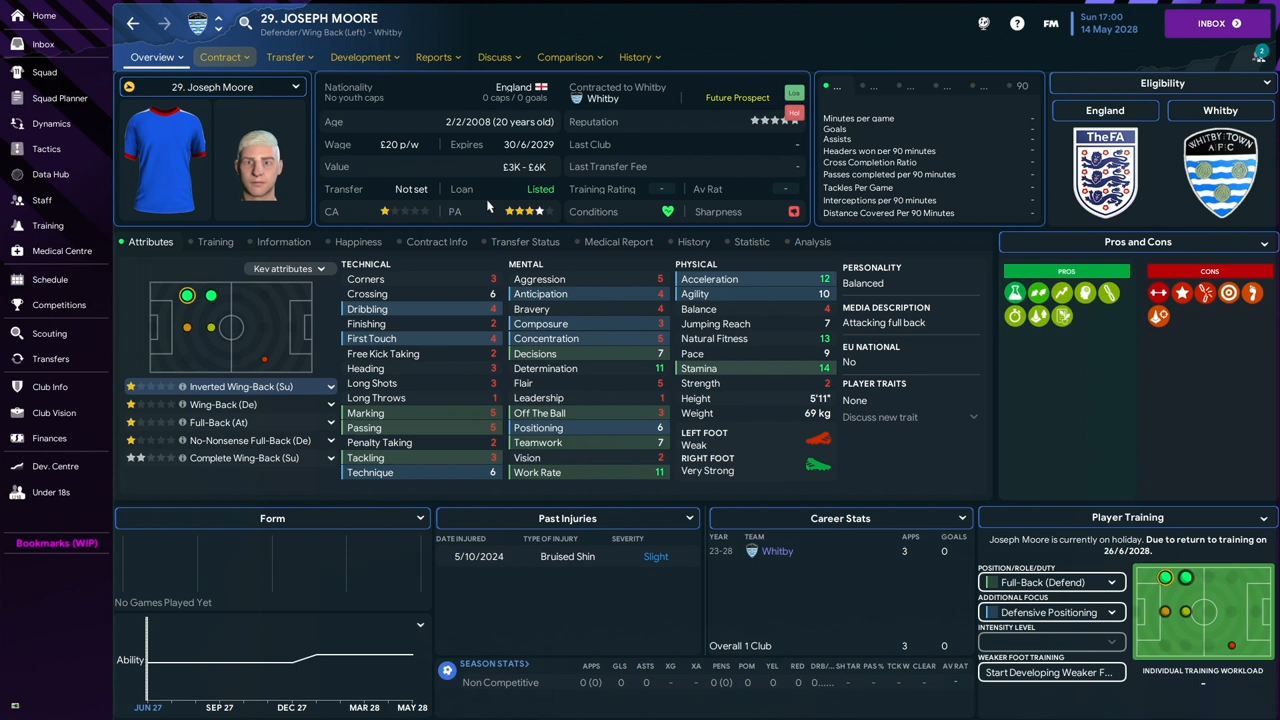 Home
Inbox
Squad
Squad Planner
Dynamics
Tactics
Data Hub
Staff
Training
Medical Centre
Schedule
Competitions
Scouting
Transfers
Club Info
Club Vision
Finances
Dev. Centre
Under 18s
Bookmarks (WIP)
29. JOSEPH MOORE
Defender/Wing Back (Left) - Whitby
FM
Sun 17:00
14 May 2028
INBOX
2
Overview
Contract
Transfer
Development
Reports
Discuss
Comparison
History
29. Joseph Moore
Nationality England
No youth caps 0 caps / 0 goals
Age 2/2/2008 (20 years old)
Wage £20 p/w Expires 30/6/2029
Value £3K - £6K
Transfer Not set Loan Listed
CA PA
Contracted to Whitby
Whitby Future Prospect
Loa
Hol
Reputation
Last Club -
Last Transfer Fee -
Training Rating - Av Rat -
Conditions Sharpness
... ... ... ... ... 90
Minutes per game -
Goals -
Assists -
Headers won per 90 minutes -
Cross Completion Ratio -
Passes completed per 90 minutes -
Tackles Per Game -
Interceptions per 90 minutes -
Distance Covered Per 90 Minutes -
Eligibility
England
Whitby
The FA
WHITBY TOWN
A.F.C
Attributes
Training
Information
Happiness
Contract Info
Transfer Status
Medical Report
History
Statistic
Analysis
Key attributes
Inverted Wing-Back (Su)
Wing-Back (De)
Full-Back (At)
No-Nonsense Full-Back (De)
Complete Wing-Back (Su)
TECHNICAL
Corners 3
Crossing 6
Dribbling 4
Finishing 2
First Touch 4
Free Kick Taking 2
Heading 3
Long Shots 3
Long Throws 1
Marking 5
Passing 5
Penalty Taking 2
Tackling 3
Technique 6
MENTAL
Aggression 5
Anticipation 4
Bravery 4
Composure 3
Concentration 5
Decisions 7
Determination 11
Flair 5
Leadership 1
Off The Ball 3
Positioning 6
Teamwork 7
Vision 2
Work Rate 11
PHYSICAL
Acceleration 12
Agility 10
Balance 4
Jumping Reach 7
Natural Fitness 13
Pace 9
Stamina 14
Strength 2
Height 5'11"
Weight 69 kg
LEFT FOOT
Weak
RIGHT FOOT
Very Strong
PERSONALITY
Balanced
MEDIA DESCRIPTION
Attacking full back
EU NATIONAL
No
PLAYER TRAITS
None
Discuss new trait
Pros and Cons
PROS
CONS
Form
No Games Played Yet
Ability
JUN 27 SEP 27 DEC 27 MAR 28 MAY 28
Past Injuries
DATE INJURED TYPE OF INJURY SEVERITY
5/10/2024 Bruised Shin Slight
Career Stats
YEAR TEAM APPS GOALS
23-28 Whitby 3 0
Overall 1 Club 3 0
SEASON STATS> APPS GLS ASTS XG XA PENS POM YEL RED DRB/... SH TAR PAS % TCK W CLEAR AV RAT
Non Competitive 0 (0) 0 0 - - 0 (0) 0 0 0 0...... - - - - -
Player Training
Joseph Moore is currently on holiday. Due to return to training on
26/6/2028.
POSITION/ROLE/DUTY
Full-Back (Defend)
ADDITIONAL FOCUS
Defensive Positioning
INTENSITY LEVEL
WEAKER FOOT TRAINING
Start Developing Weaker F...
INDIVIDUAL TRAINING WORKLOAD
-